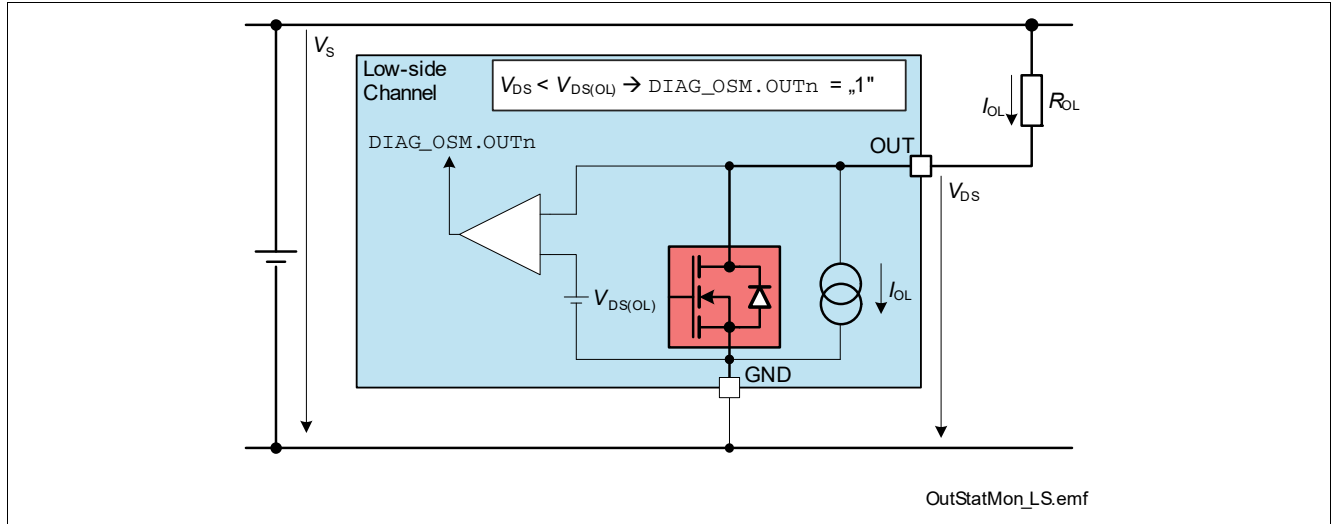 VS
Low-side
Channel
VDS < VDS(OL) → DIAG_OSM.OUTn = „1"
DIAG_OSM.OUTn
IOL
ROL
OUT
VDS
VDS(OL)
IOL
GND
OutStatMon_LS.emf